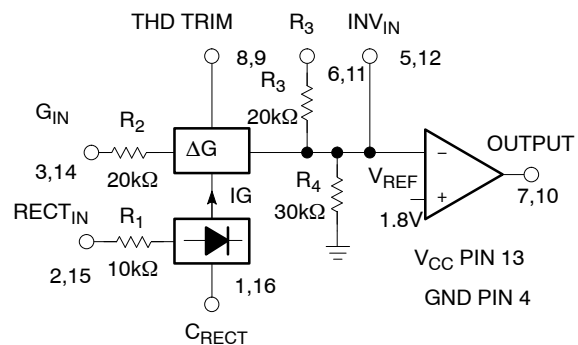 THD TRIM
R3
INVIN
8,9
6,11
5,12
R3
20kΩ
GIN
R2
ΔG
3,14
20kΩ
OUTPUT
−
VREF
+
1.8V
7,10
IG
R4
30kΩ
RECTIN
R1
2,15
10kΩ
1,16
CRECT
VCC PIN 13
GND PIN 4